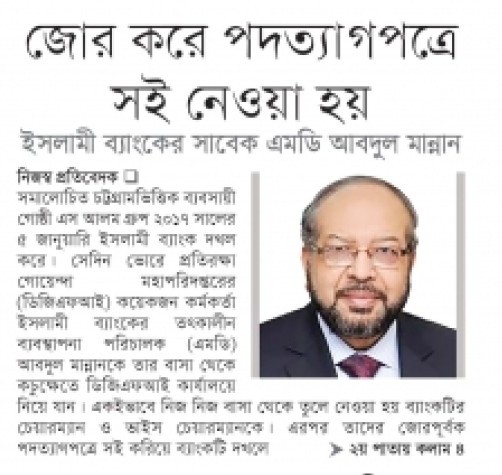 জোর করে পদত্যাগপত্রে
সই নেওয়া হয়
ইসলামী ব্যাংকের সাবেক এমডি আবদুল মান্নান
নিজস্ব প্রতিবেদক ❑
সমালোচিত চট্টগ্রামভিত্তিক ব্যবসায়ী
গোষ্ঠী এস আলম গ্রুপ ২০১৭ সালের
৫ জানুয়ারি ইসলামী ব্যাংক দখল
করে। সেদিন ভোরে প্রতিরক্ষা
গোয়েন্দা মহাপরিদপ্তরের
(ডিজিএফআই) কয়েকজন কর্মকর্তা
ইসলামী ব্যাংকের তৎকালীন
ব্যবস্থাপনা পরিচালক (এমডি)
আবদুল মান্নানকে তার বাসা থেকে
কচুক্ষেতে ডিজিএফআই কার্যালয়ে
নিয়ে যান। একইভাবে নিজ নিজ বাসা থেকে তুলে নেওয়া হয় ব্যাংকটির
চেয়ারম্যান ও ভাইস চেয়ারম্যানকে। এরপর তাদের জোরপূর্বক
পদত্যাগপত্রে সই করিয়ে ব্যাংকটি দখলে ➤ ২য় পাতায় কলাম ৪